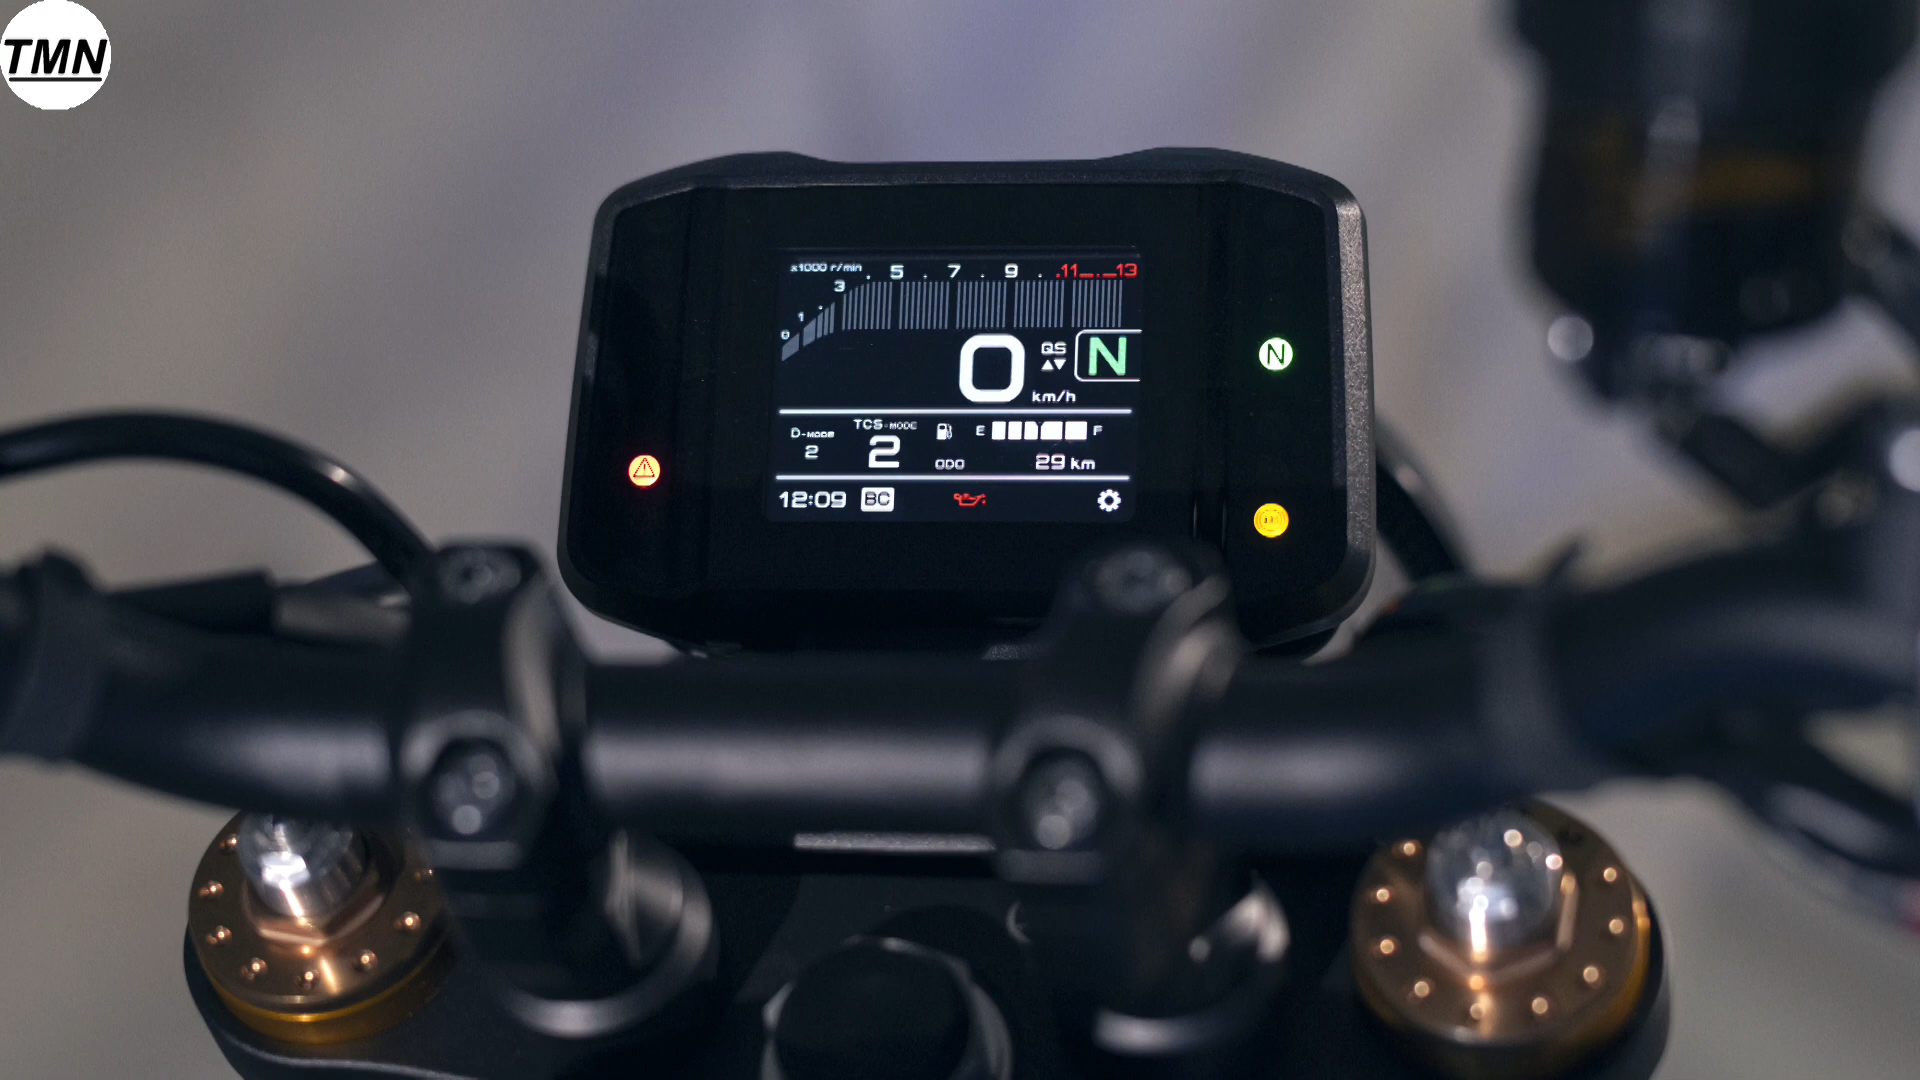 TMN
x1000 r/min 5 7 9 11 13
3
1
0
0 QS N
km/h
N
D-MODE TCS-MODE E F
2 2
ODO 29 km
12:09 BC
ABS